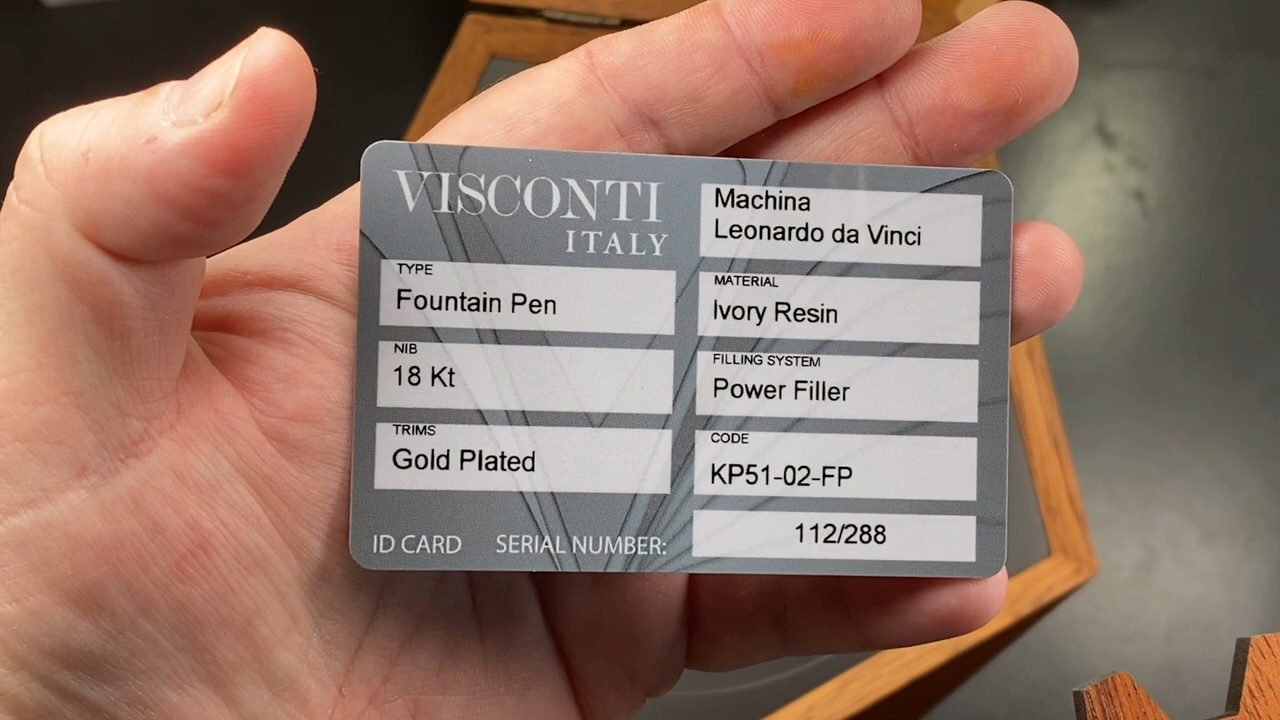 VISCONTI
ITALY
Machina
Leonardo da Vinci
TYPE
Fountain Pen
MATERIAL
Ivory Resin
NIB
18 Kt
FILLING SYSTEM
Power Filler
TRIMS
Gold Plated
CODE
KP51-02-FP
ID CARD SERIAL NUMBER: 112/288